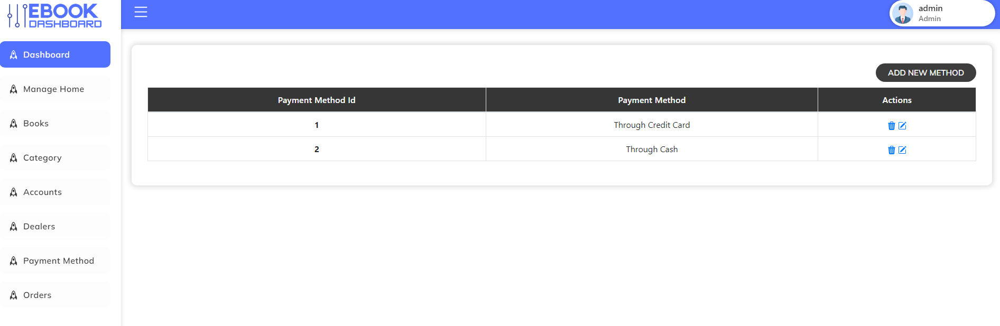 EBOOK
DASHBOARD
admin
Admin
Dashboard
Manage Home
Books
Category
Accounts
Dealers
Payment Method
Orders
ADD NEW METHOD
Payment Method Id Payment Method Actions
1 Through Credit Card
2 Through Cash